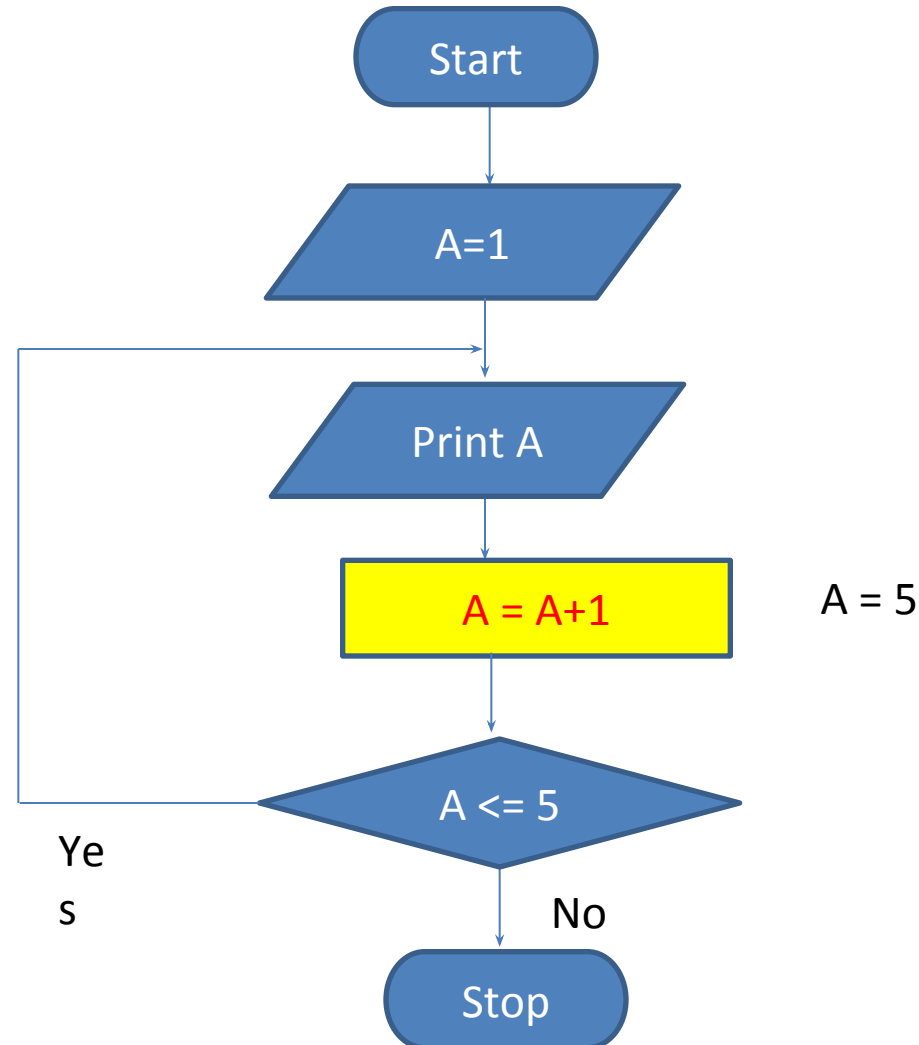 Start
A=1
Print A
A = A+1
A = 5
A <= 5
Ye
s
No
Stop